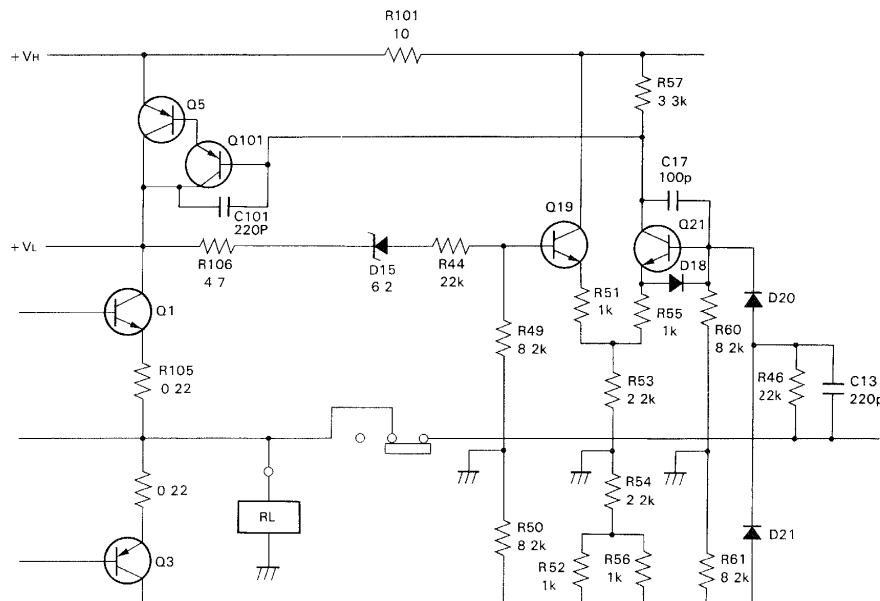 R101
10
+VH
R57
3.3k
Q5
Q101
C17
100p
C101
220P
Q19
Q21
+VL
R106
4.7
D15
6.2
R44
22k
D18
R51
1k
R55
1k
R60
8.2k
D20
Q1
R49
8.2k
R105
0.22
R53
2.2k
R46
22k
C13
220p
0.22
RL
R54
2.2k
R50
8.2k
D21
Q3
R52
1k
R56
1k
R61
8.2k